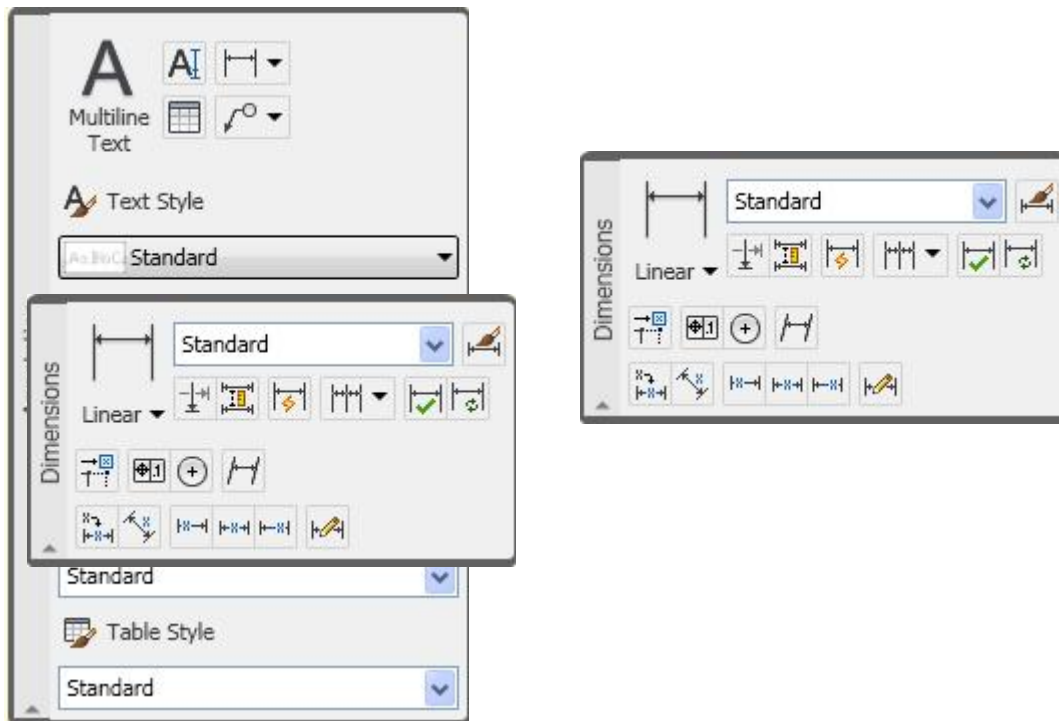 Multiline
Text
Text Style
Standard
Dimensions
Standard
Linear
Standard
Table Style
Standard
Dimensions
Standard
Linear